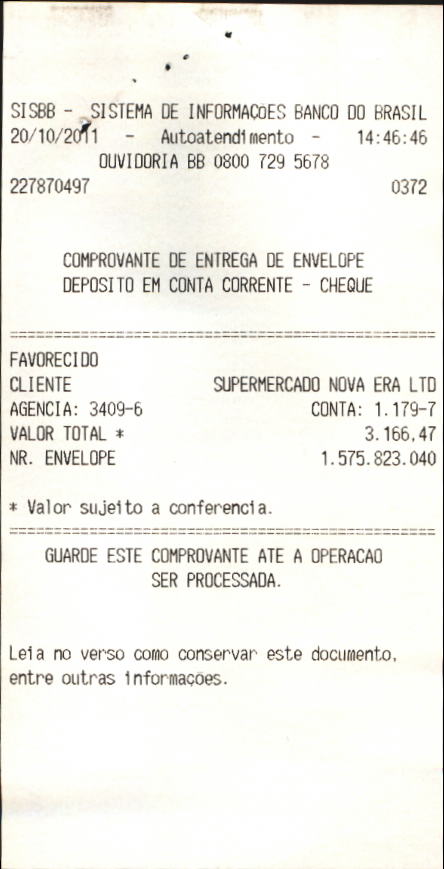 SISBB - SISTEMA DE INFORMAÇÕES BANCO DO BRASIL
20/10/2011 - Autoatendimento - 14:46:46
OUVIDORIA BB 0800 729 5678
227870497 0372
COMPROVANTE DE ENTREGA DE ENVELOPE
DEPOSITO EM CONTA CORRENTE - CHEQUE
================================================
FAVORECIDO
CLIENTE SUPERMERCADO NOVA ERA LTD
AGENCIA: 3409-6 CONTA: 1.179-7
VALOR TOTAL * 3.166,47
NR. ENVELOPE 1.575.823.040
* Valor sujeito a conferencia.
================================================
GUARDE ESTE COMPROVANTE ATE A OPERACAO
SER PROCESSADA.
Leia no verso como conservar este documento,
entre outras informações.